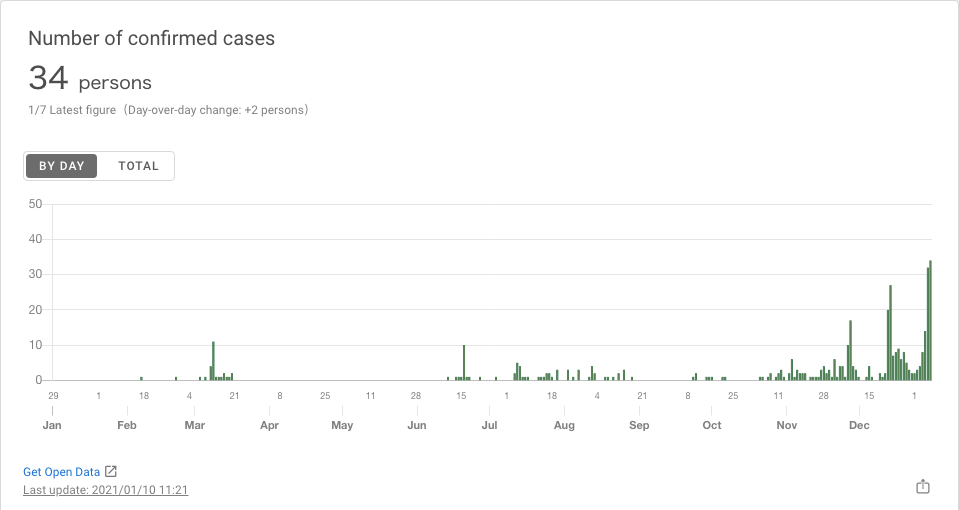 Number of confirmed cases
34 persons
1/7 Latest figure（Day-over-day change: +2 persons）
BY DAY TOTAL
50
40
30
20
10
0
29 1 18 4 21 8 25 11 28 15 1 18 4 21 8 25 11 28 15 1
Jan Feb Mar Apr May Jun Jul Aug Sep Oct Nov Dec
Get Open Data
Last update: 2021/01/10 11:21